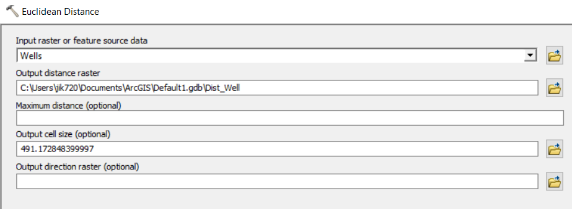 Euclidean Distance
Input raster or feature source data
Wells
Output distance raster
C:\Users\jik720\Documents\ArcGIS\Default1.gdb\Dist_Well
Maximum distance (optional)
Output cell size (optional)
491.172848399997
Output direction raster (optional)